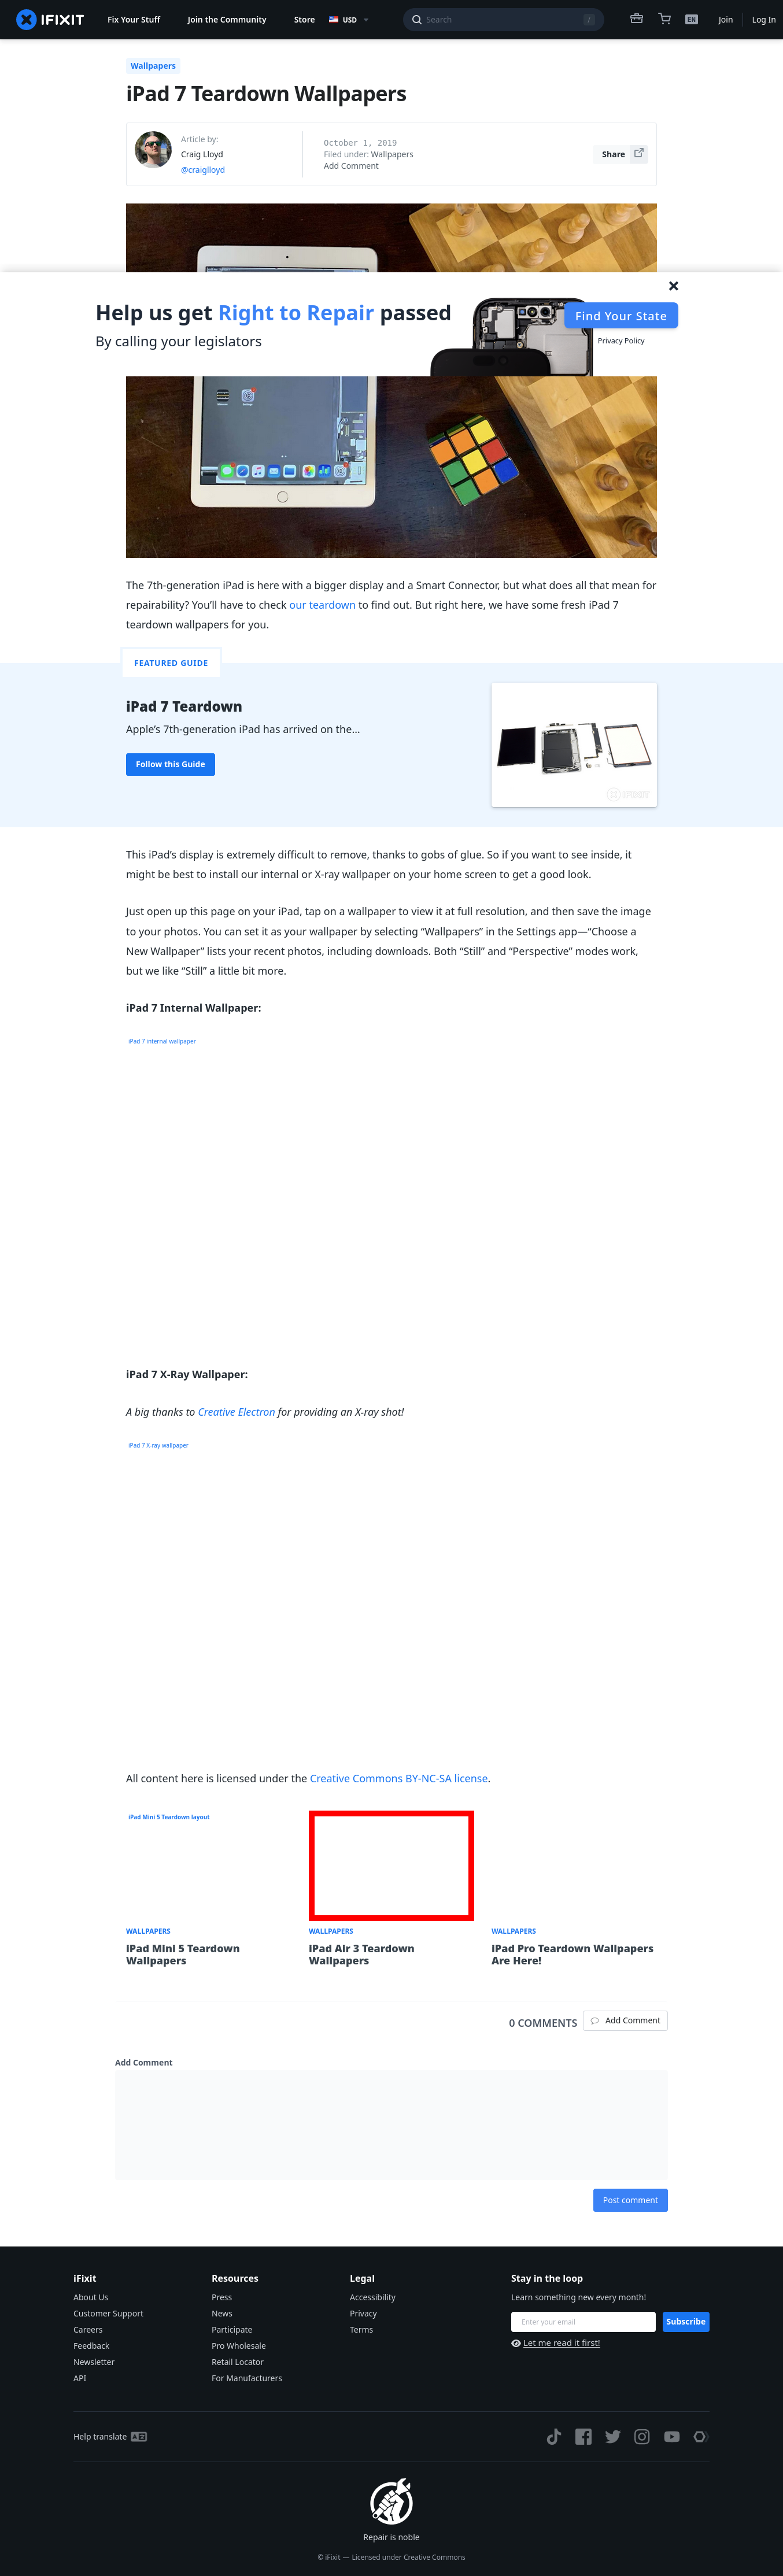 IFIXIT
Fix Your Stuff
Join the Community
Store
USD
Search
/
EN
Join
Log In
Wallpapers
iPad 7 Teardown Wallpapers
Article by:
Craig Lloyd
@craiglloyd
October 1, 2019
Filed under: Wallpapers
Add Comment
Share
Help us get Right to Repair passed
By calling your legislators
Find Your State
Privacy Policy
The 7th-generation iPad is here with a bigger display and a Smart Connector, but what does all that mean for
repairability? You’ll have to check our teardown to find out. But right here, we have some fresh iPad 7
teardown wallpapers for you.
FEATURED GUIDE
iPad 7 Teardown
Apple’s 7th-generation iPad has arrived on the…
Follow this Guide
IFIXIT
This iPad’s display is extremely difficult to remove, thanks to gobs of glue. So if you want to see inside, it
might be best to install our internal or X-ray wallpaper on your home screen to get a good look.
Just open up this page on your iPad, tap on a wallpaper to view it at full resolution, and then save the image
to your photos. You can set it as your wallpaper by selecting “Wallpapers” in the Settings app—“Choose a
New Wallpaper” lists your recent photos, including downloads. Both “Still” and “Perspective” modes work,
but we like “Still” a little bit more.
iPad 7 Internal Wallpaper:
iPad 7 internal wallpaper
iPad 7 X-Ray Wallpaper:
A big thanks to Creative Electron for providing an X-ray shot!
iPad 7 X-ray wallpaper
All content here is licensed under the Creative Commons BY-NC-SA license.
iPad Mini 5 Teardown layout
WALLPAPERS
iPad Mini 5 Teardown
Wallpapers
WALLPAPERS
iPad Air 3 Teardown
Wallpapers
WALLPAPERS
iPad Pro Teardown Wallpapers
Are Here!
0 COMMENTS
Add Comment
Add Comment
Post comment
iFixit
About Us
Customer Support
Careers
Feedback
Newsletter
API
Resources
Press
News
Participate
Pro Wholesale
Retail Locator
For Manufacturers
Legal
Accessibility
Privacy
Terms
Stay in the loop
Learn something new every month!
Enter your email
Subscribe
Let me read it first!
Help translate
Repair is noble
© iFixit — Licensed under Creative Commons